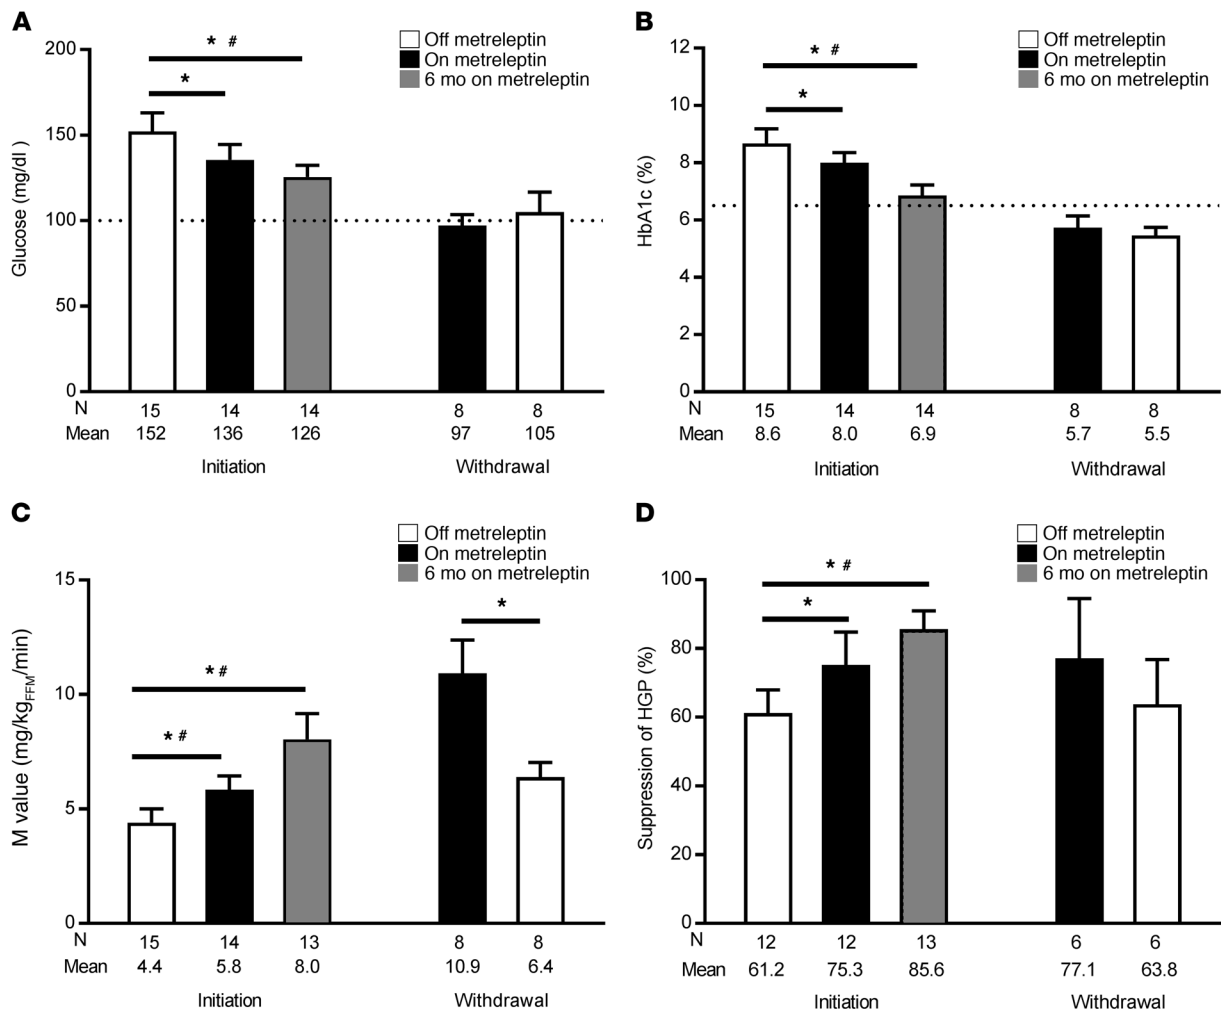 A
Off metreleptin
On metreleptin
6 mo on metreleptin
* #
*
Glucose (mg/dl )
200
150
100
50
0
N 15 14 14 8 8
Mean 152 136 126 97 105
Initiation Withdrawal
B
Off metreleptin
On metreleptin
6 mo on metreleptin
* #
*
HbA1c (%)
12
10
8
6
4
2
0
N 15 14 14 8 8
Mean 8.6 8.0 6.9 5.7 5.5
Initiation Withdrawal
C
Off metreleptin
On metreleptin
6 mo on metreleptin
*
* #
* #
M value (mg/kgFFM/min)
15
10
5
0
N 15 14 13 8 8
Mean 4.4 5.8 8.0 10.9 6.4
Initiation Withdrawal
D
Off metreleptin
On metreleptin
6 mo on metreleptin
* #
*
Suppression of HGP (%)
100
80
60
40
20
0
N 12 12 13 6 6
Mean 61.2 75.3 85.6 77.1 63.8
Initiation Withdrawal